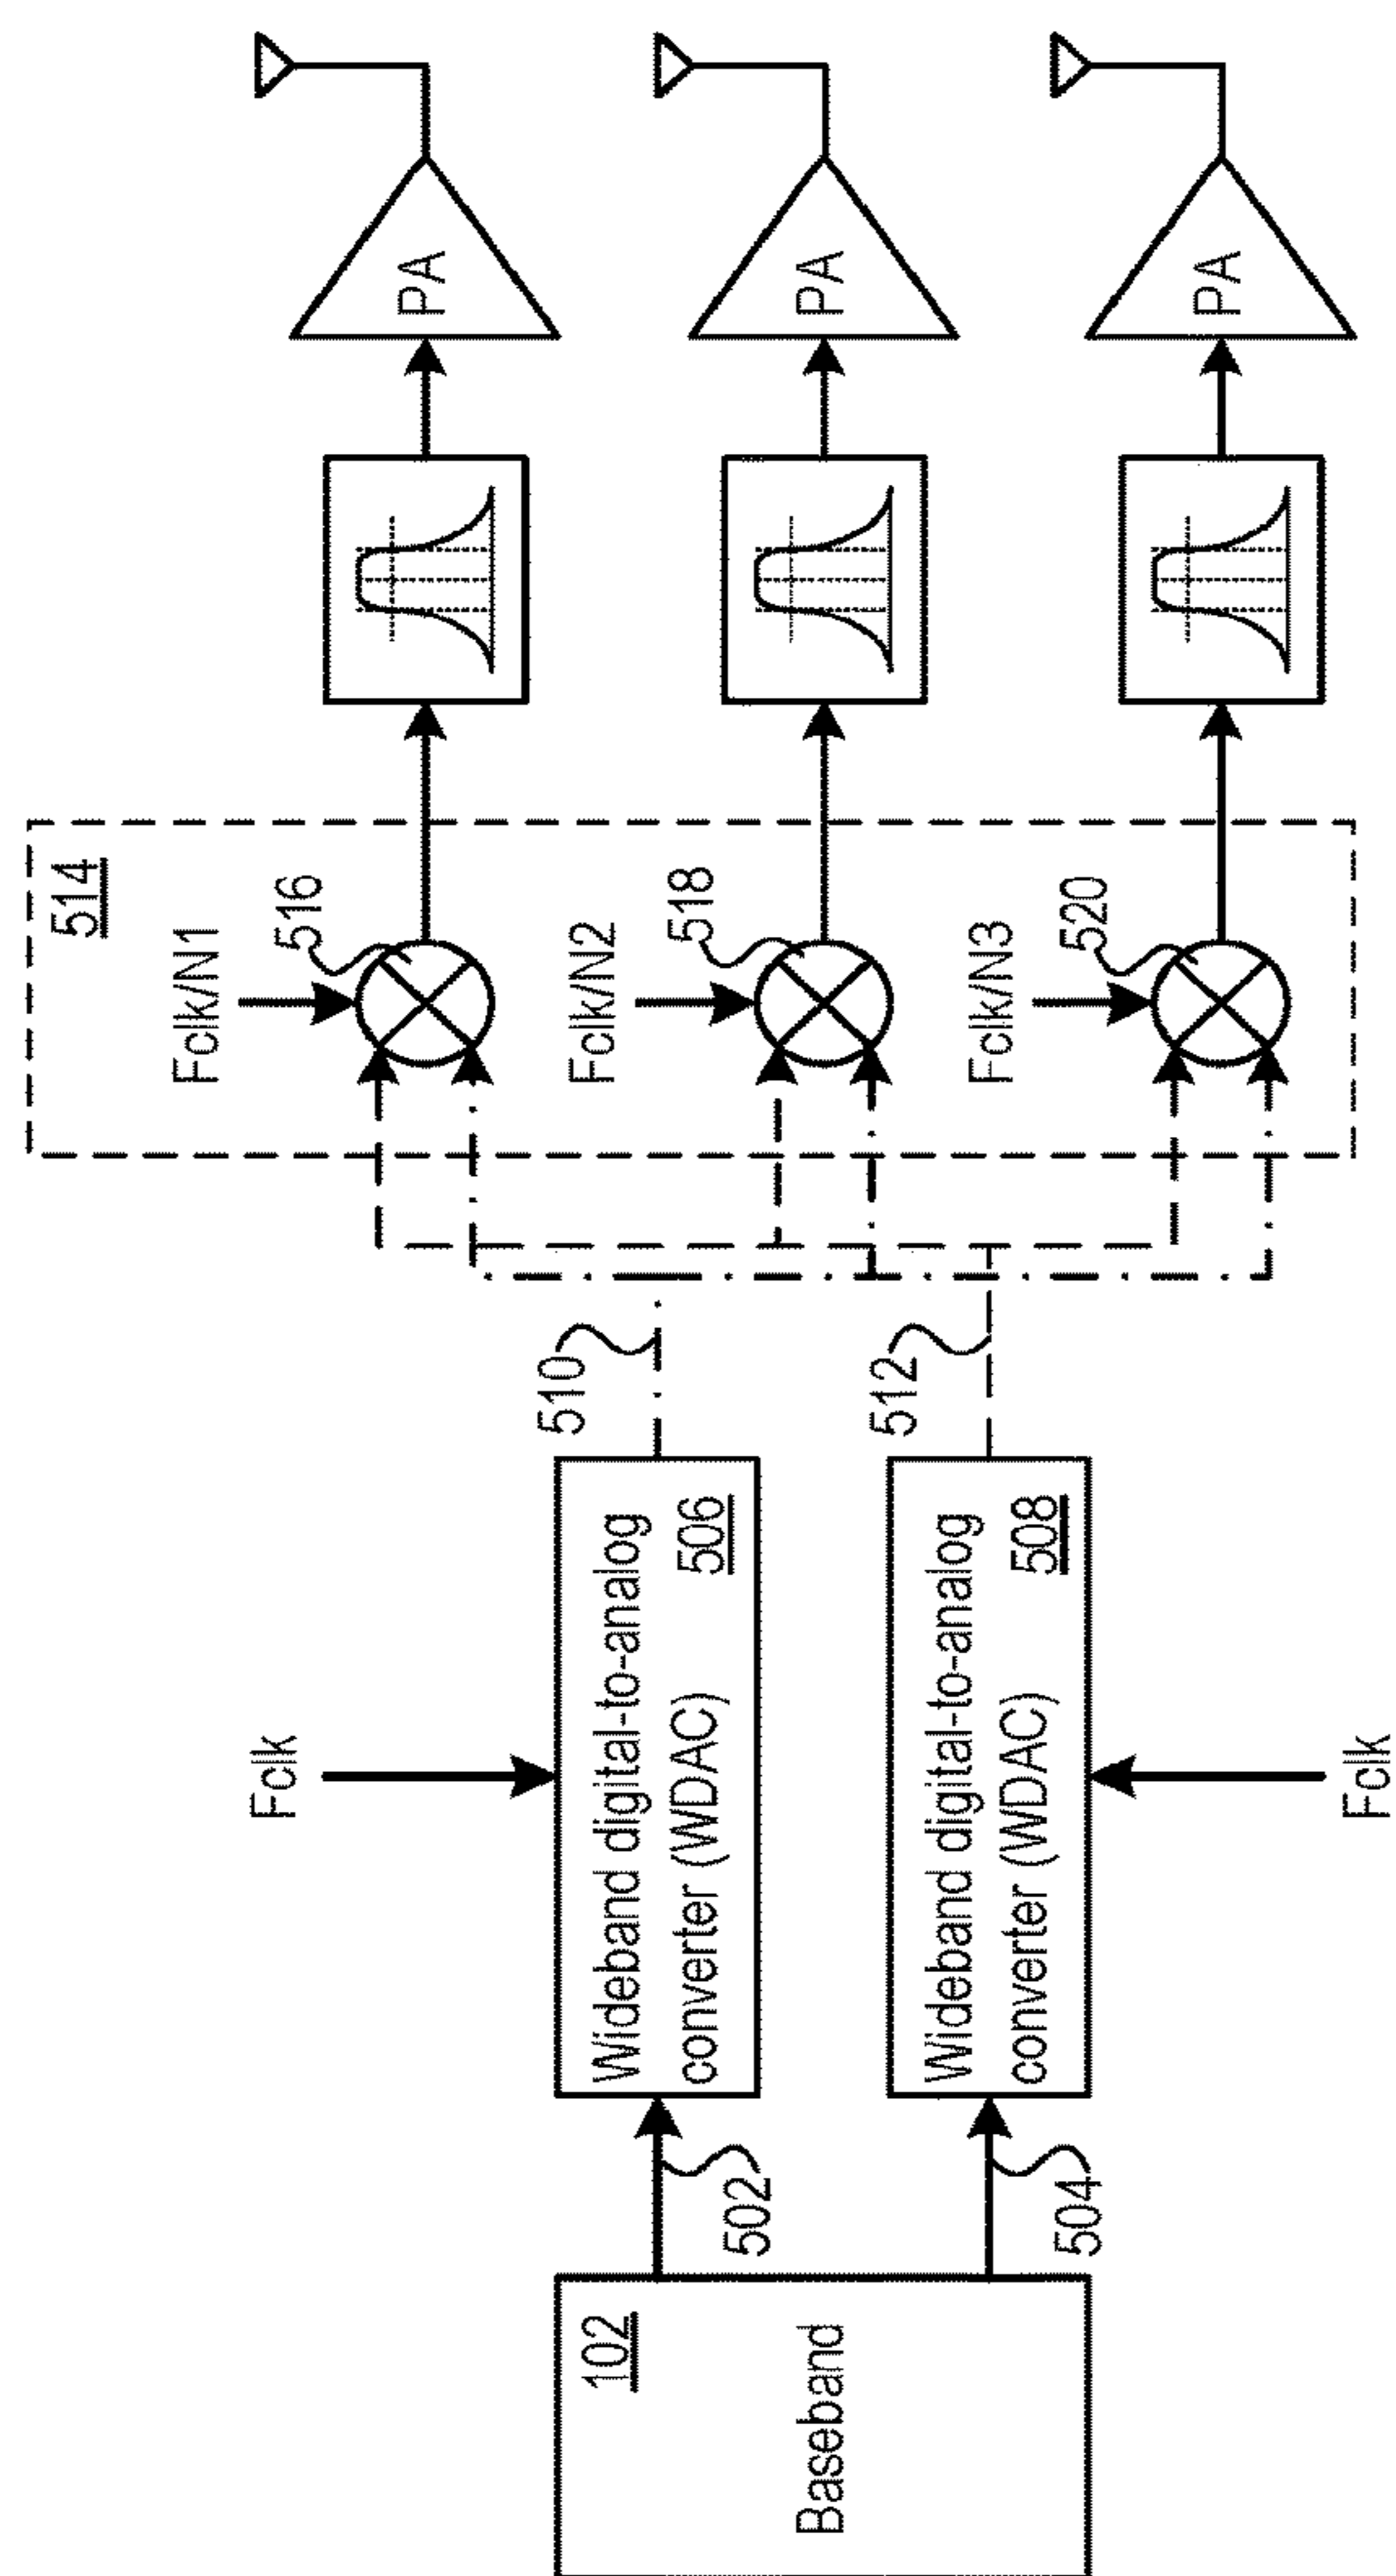 102
Baseband
502
504
Fclk
Wideband digital-to-analog
converter (WDAC)
506
Wideband digital-to-analog
converter (WDAC)
508
Fclk
510
512
514
Fclk/N1
516
Fclk/N2
518
Fclk/N3
520
PA
PA
PA